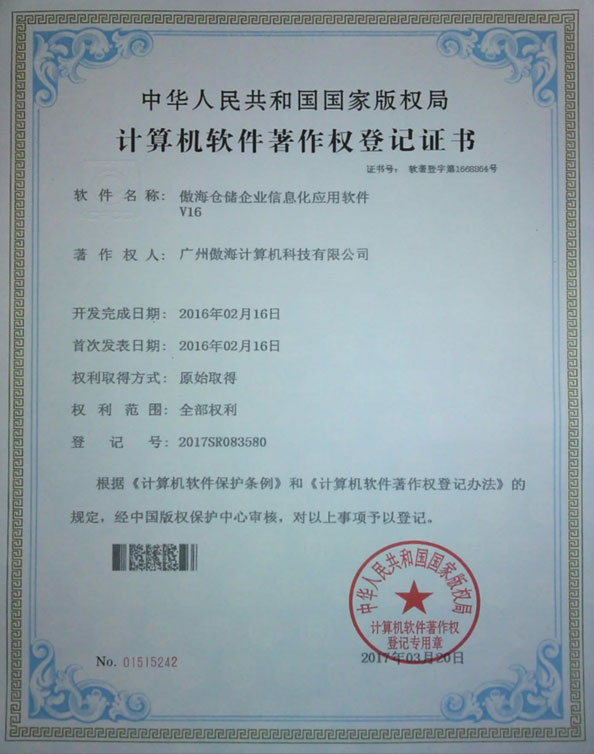 中华人民共和国国家版权局
计算机软件著作权登记证书
证书号： 软著登字第1668864号
软件名称： 傲海仓储企业信息化应用软件
V16
著作权人： 广州傲海计算机科技有限公司
开发完成日期： 2016年02月16日
首次发表日期： 2016年02月16日
权利取得方式： 原始取得
权利范围： 全部权利
登记号： 2017SR083580
根据《计算机软件保护条例》和《计算机软件著作权登记办法》的
规定，经中国版权保护中心审核，对以上事项予以登记。
中华人民共和国国家版权局
计算机软件著作权
登记专用章
No. 01515242
2017年03月20日